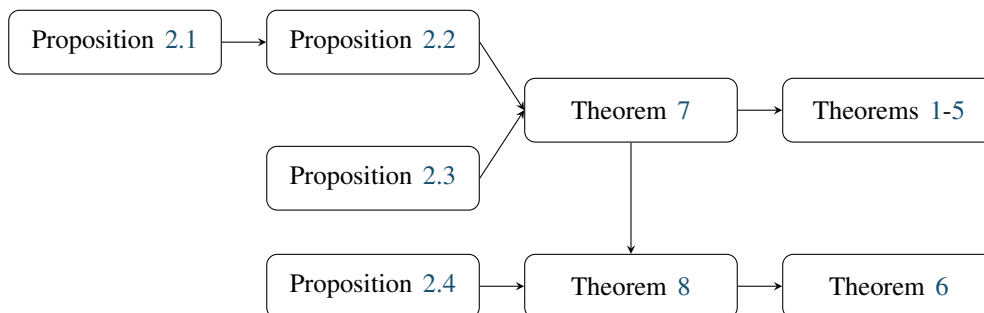 Proposition 2.1
Proposition 2.2
Theorem 7
Theorems 1-5
Proposition 2.3
Proposition 2.4
Theorem 8
Theorem 6